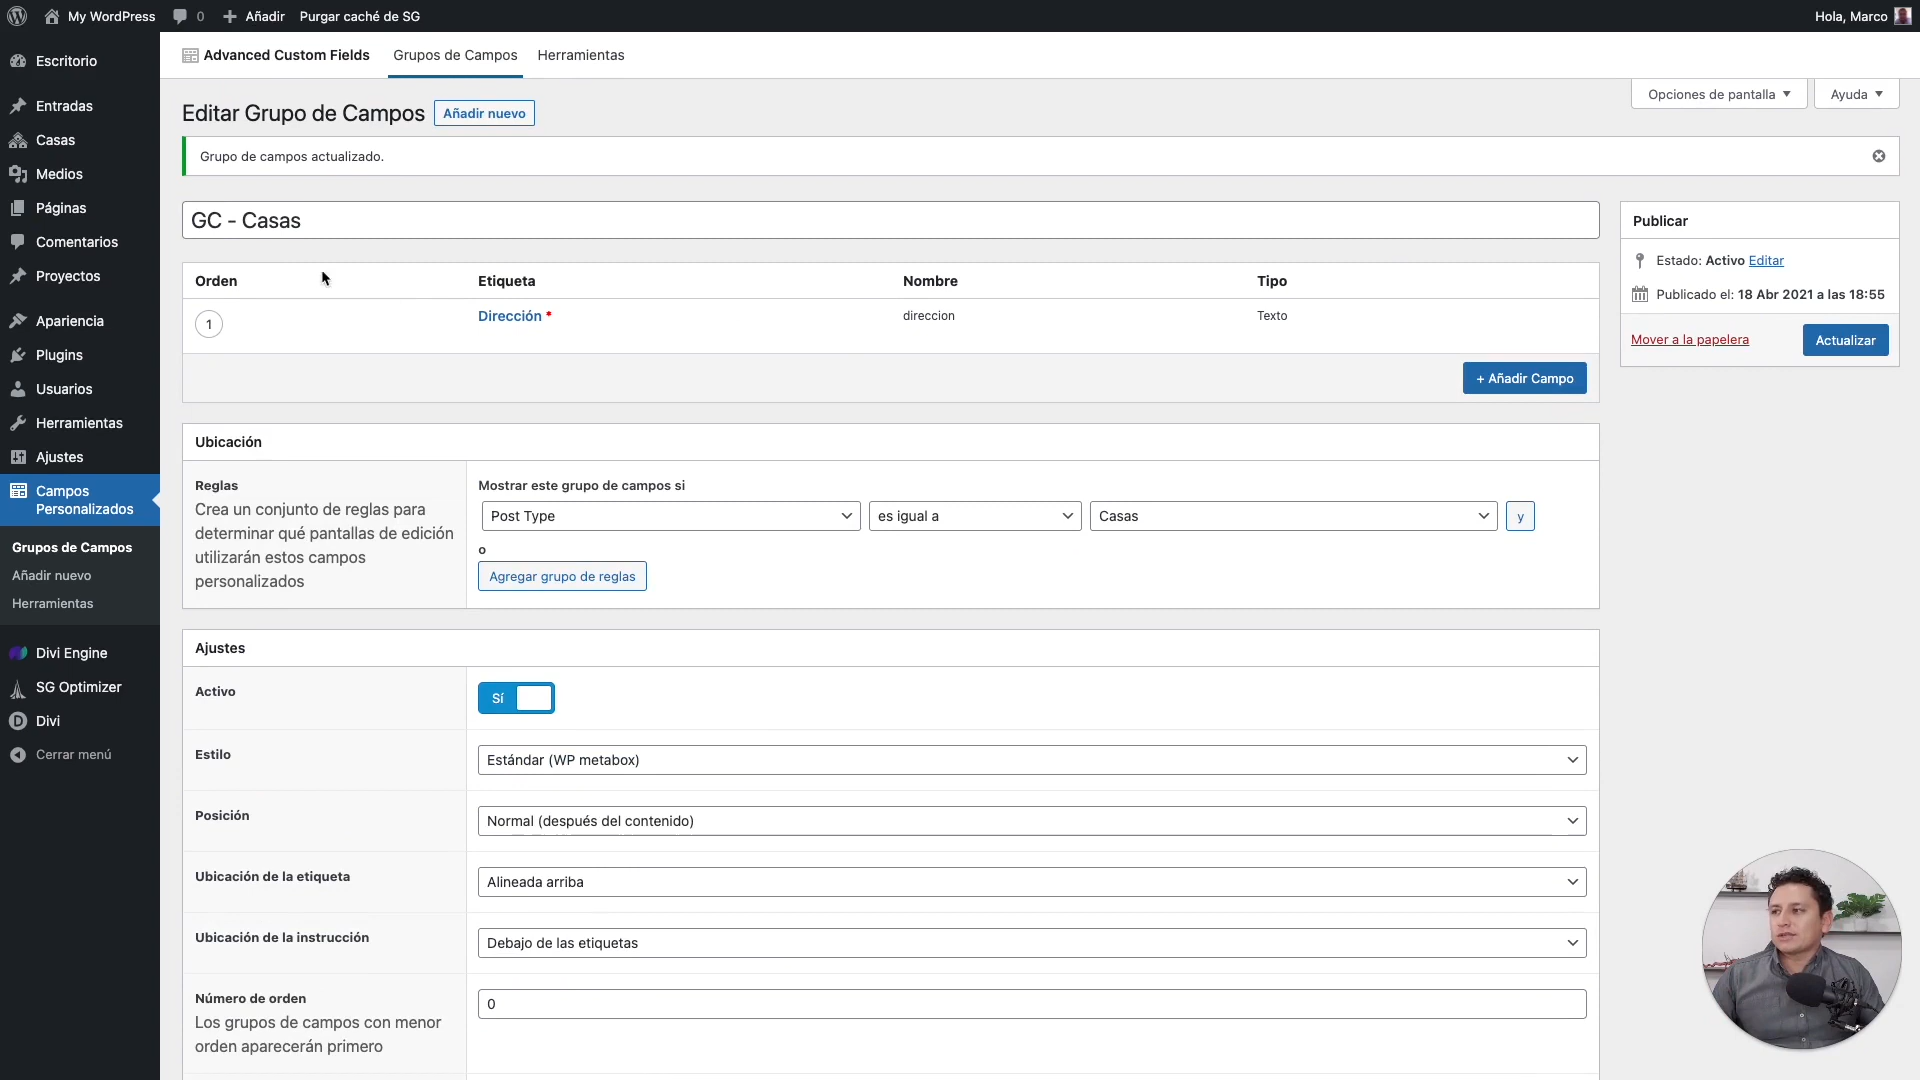 My WordPress
0
Añadir
Purgar caché de SG
Hola, Marco
Escritorio
Entradas
Casas
Medios
Páginas
Comentarios
Proyectos
Apariencia
Plugins
Usuarios
Herramientas
Ajustes
Campos
Personalizados
Grupos de Campos
Añadir nuevo
Herramientas
Divi Engine
SG Optimizer
D Divi
Cerrar menú
Advanced Custom Fields
Grupos de Campos
Herramientas
Opciones de pantalla
Ayuda
Editar Grupo de Campos
Añadir nuevo
Grupo de campos actualizado.
GC - Casas
Orden Etiqueta Nombre Tipo
1 Dirección * direccion Texto
+ Añadir Campo
Ubicación
Reglas
Crea un conjunto de reglas para
determinar qué pantallas de edición
utilizarán estos campos
personalizados
Mostrar este grupo de campos si
Post Type es igual a Casas y
o
Agregar grupo de reglas
Ajustes
Activo
Sí
Estilo
Estándar (WP metabox)
Posición
Normal (después del contenido)
Ubicación de la etiqueta
Alineada arriba
Ubicación de la instrucción
Debajo de las etiquetas
Número de orden
Los grupos de campos con menor
orden aparecerán primero
0
Publicar
Estado: Activo Editar
Publicado el: 18 Abr 2021 a las 18:55
Mover a la papelera
Actualizar